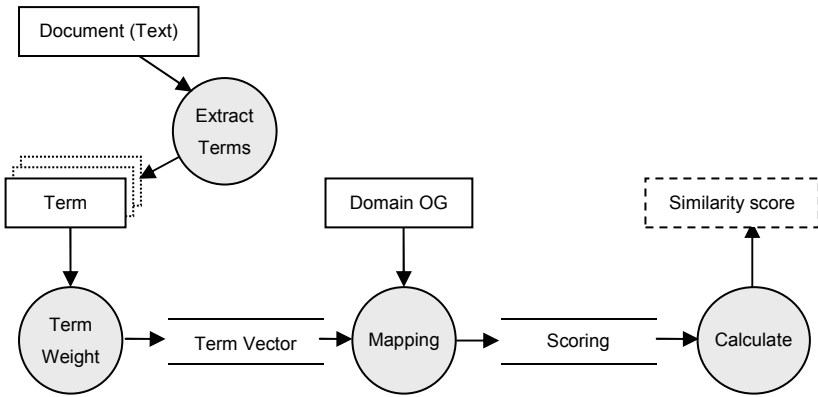 Document (Text)
Extract
Terms
Term
Domain OG
Similarity score
Term
Weight
Term Vector
Mapping
Scoring
Calculate